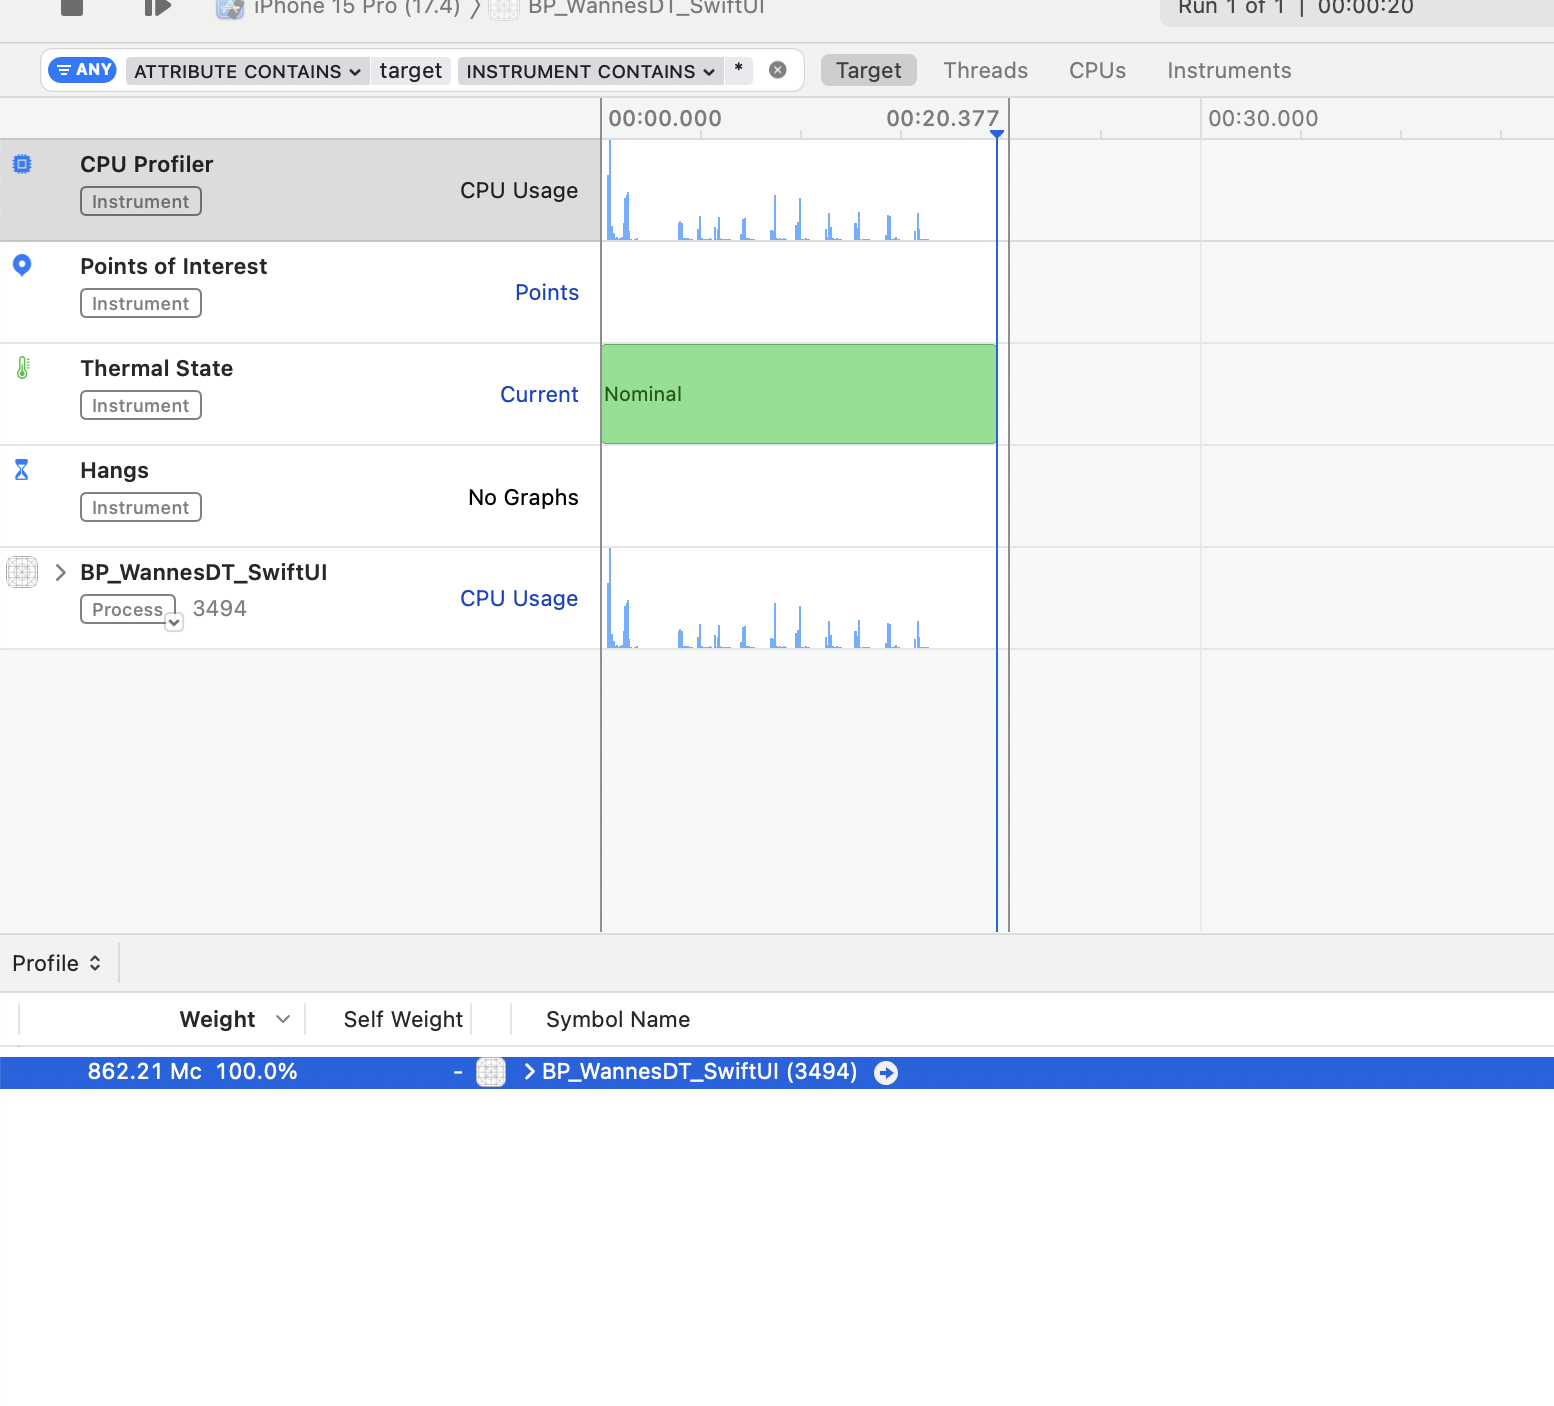 iPhone 15 Pro (17.4) 〉 BP_WannesDT_SwiftUI Run 1 of 1 | 00:00:20
ANY ATTRIBUTE CONTAINS target INSTRUMENT CONTAINS * Target Threads CPUs Instruments
00:00.000 00:20.377 00:30.000
CPU Profiler
Instrument
CPU Usage
Points of Interest
Instrument
Points
Thermal State
Instrument
Current
Nominal
Hangs
Instrument
No Graphs
BP_WannesDT_SwiftUI
Process 3494
CPU Usage
Profile
Weight Self Weight Symbol Name
862.21 Mc 100.0% - BP_WannesDT_SwiftUI (3494)